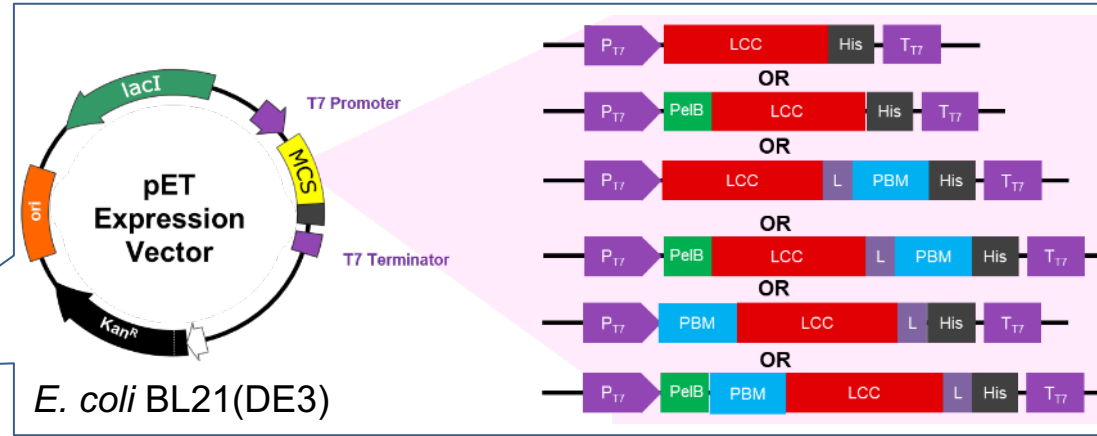 lacI
T7 Promoter
MCS
pET
Expression
Vector
ori
T7 Terminator
KanR
E. coli BL21(DE3)
PT7 LCC His TT7
OR
PT7 PelB LCC His TT7
OR
PT7 LCC L PBM His TT7
OR
PT7 PelB LCC L PBM His TT7
OR
PT7 PBM LCC L His TT7
OR
PT7 PelB PBM LCC L His TT7